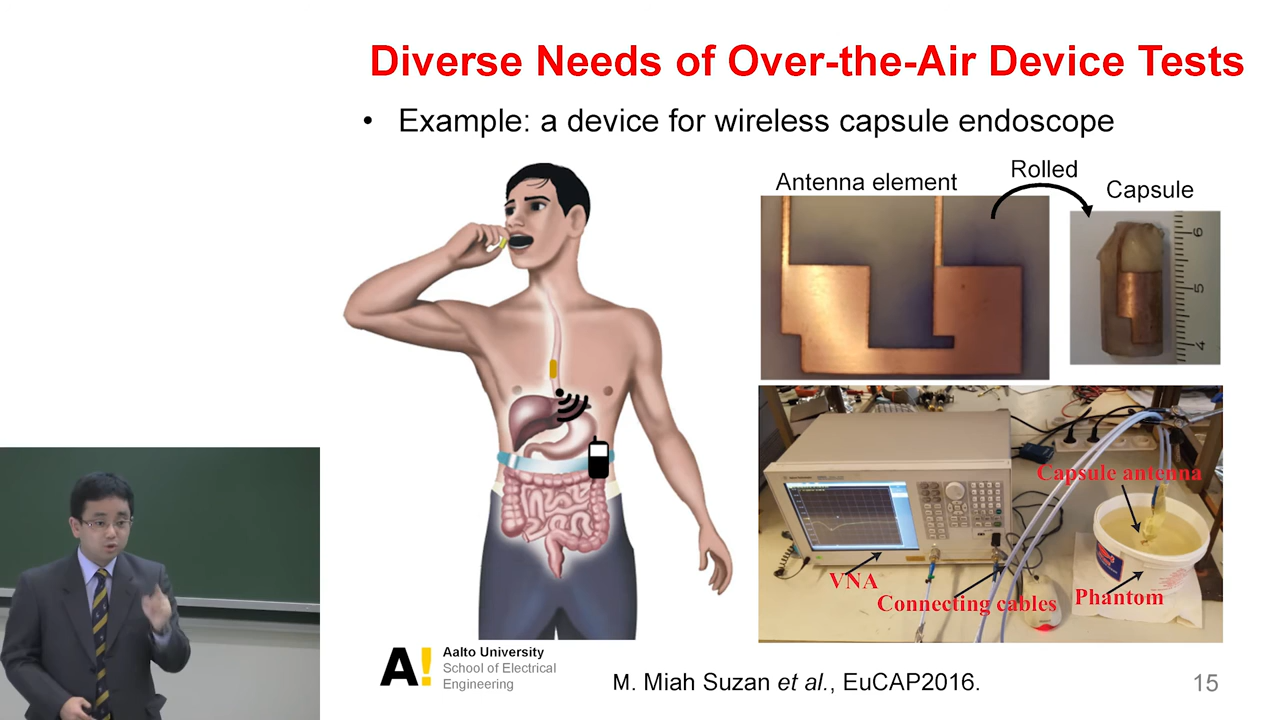 Diverse Needs of Over-the-Air Device Tests
• Example: a device for wireless capsule endoscope
Antenna element
Rolled
Capsule
6
5
4
Capsule antenna
VNA
Connecting cables
Phantom
A!
Aalto University
School of Electrical
Engineering
M. Miah Suzan et al., EuCAP2016.
15